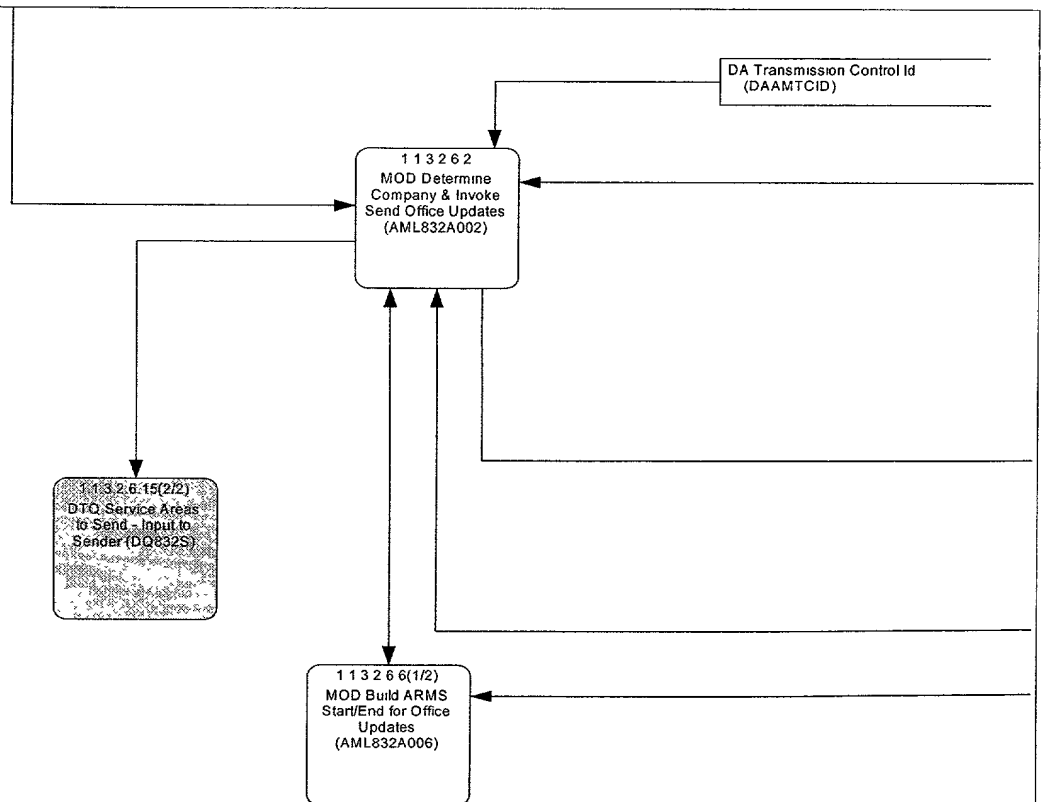 DA Transmission Control Id
(DAAMTCID)
1 1 3 2 6 2
MOD Determine
Company & Invoke
Send Office Updates
(AML832A002)
1.1.3.2.6.15(2/2)
DTQ Service Areas
to Send - Input to
Sender (DQ832S)
1 1 3 2 6 6(1/2)
MOD Build ARMS
Start/End for Office
Updates
(AML832A006)